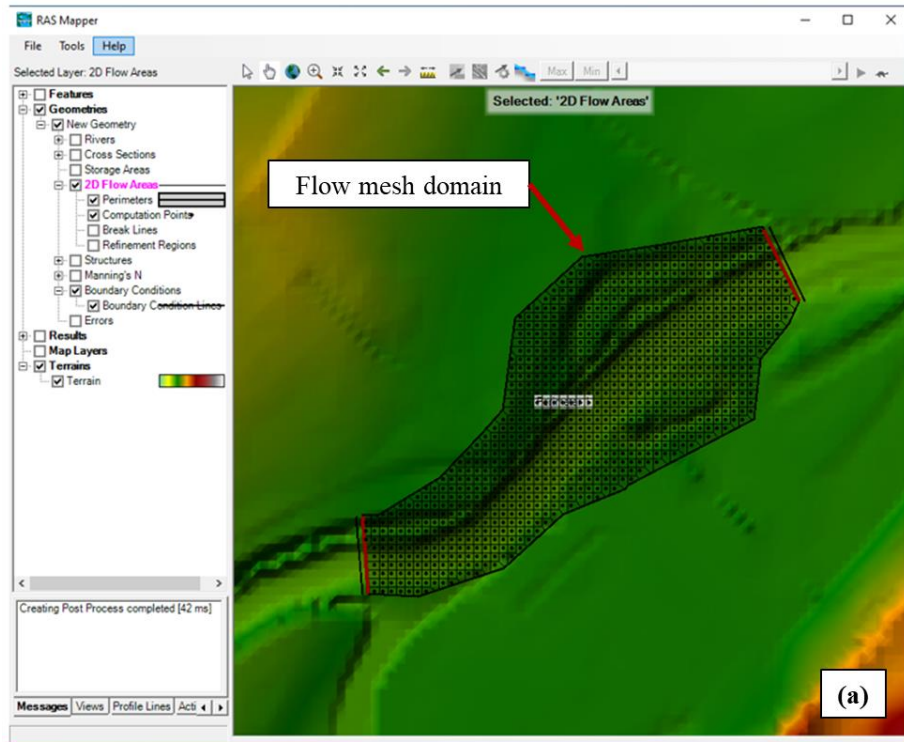 RAS Mapper
File Tools Help
Selected Layer: 2D Flow Areas
Max Min
Selected: '2D Flow Areas'
Features
Geometries
New Geometry
Rivers
Cross Sections
Storage Areas
2D Flow Areas
Perimeters
Computation Points
Break Lines
Refinement Regions
Structures
Manning's N
Boundary Conditions
Boundary Condition Lines
Errors
Results
Map Layers
Terrains
Terrain
Flow mesh domain
Creating Post Process completed [42 ms]
Messages Views Profile Lines Acti
(a)